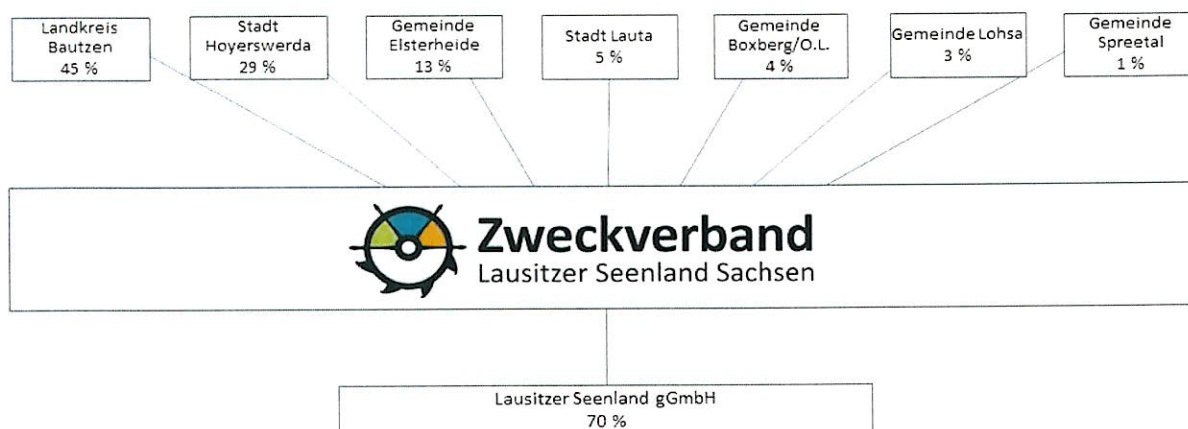 Landkreis
Bautzen
45 %
Stadt
Hoyerswerda
29 %
Gemeinde
Elsterheide
13 %
Stadt Lauta
5 %
Gemeinde
Boxberg/O.L.
4 %
Gemeinde Lohsa
3 %
Gemeinde
Spreetal
1 %
Zweckverband
Lausitzer Seenland Sachsen
Lausitzer Seenland gGmbH
70 %